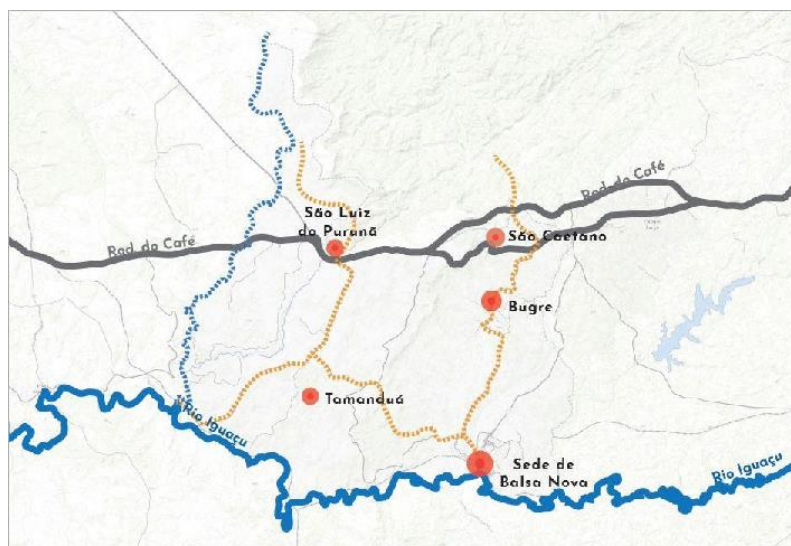 Rod. do Café
São Luiz
do Purunã
São Caetano
Rod. do Café
Bugre
Tamanduá
Rio Iguaçu
Sede de
Balsa Nova
Rio Iguaçu